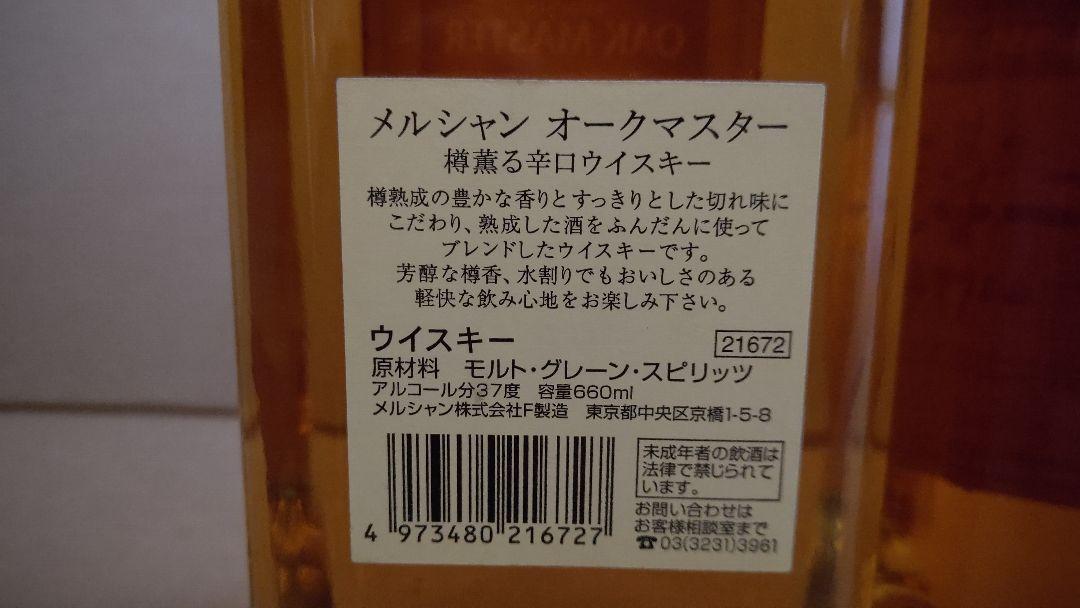 OAK MASTER
メルシャン オークマスター
樽薫る辛口ウイスキー
樽熟成の豊かな香りとすっきりとした切れ味に
こだわり、熟成した酒をふんだんに使って
ブレンドしたウイスキーです。
芳醇な樽香、水割りでもおいしさのある
軽快な飲み心地をお楽しみ下さい。
ウイスキー 21672
原材料 モルト・グレーン・スピリッツ
アルコール分37度 容量660ml
メルシャン株式会社F製造 東京都中央区京橋1-5-8
未成年者の飲酒は
法律で禁じられて
います。
お問い合わせは
お客様相談室まで
☎03(3231)3961
4 973480 216727